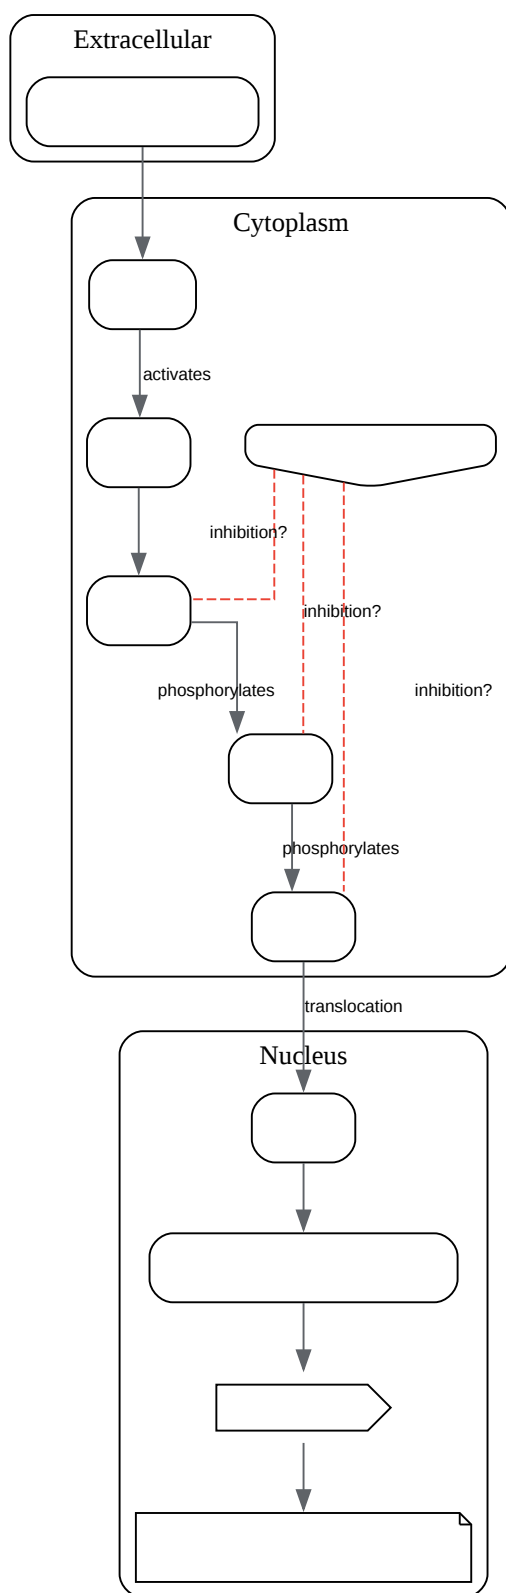 Extracellular
Cytoplasm
activates
inhibition?
inhibition?
phosphorylates
inhibition?
phosphorylates
translocation
Nucleus